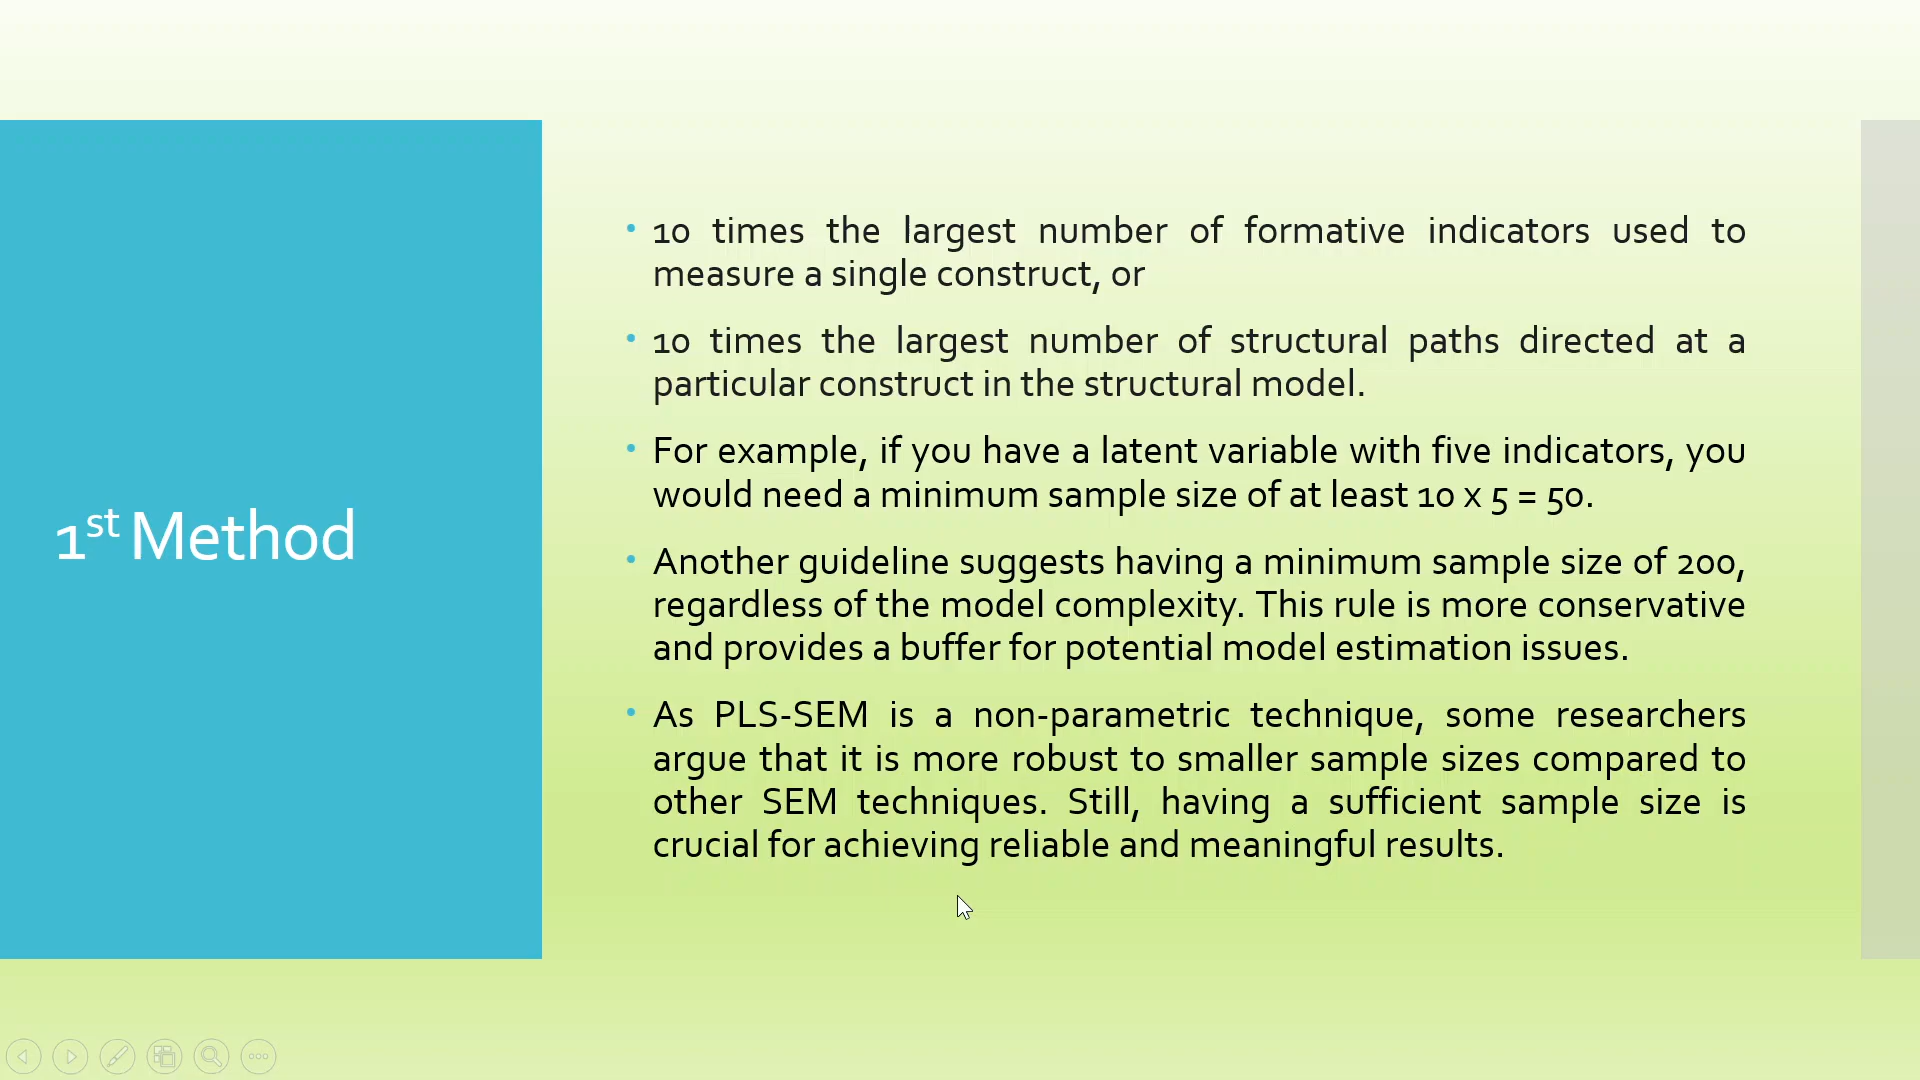 1st Method
• 10 times the largest number of formative indicators used to
measure a single construct, or
• 10 times the largest number of structural paths directed at a
particular construct in the structural model.
• For example, if you have a latent variable with five indicators, you
would need a minimum sample size of at least 10 x 5 = 50.
• Another guideline suggests having a minimum sample size of 200,
regardless of the model complexity. This rule is more conservative
and provides a buffer for potential model estimation issues.
• As PLS-SEM is a non-parametric technique, some researchers
argue that it is more robust to smaller sample sizes compared to
other SEM techniques. Still, having a sufficient sample size is
crucial for achieving reliable and meaningful results.